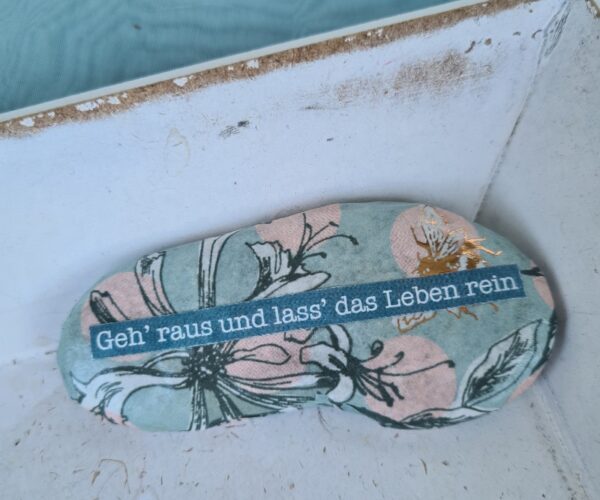 Geh' raus und lass' das Leben rein